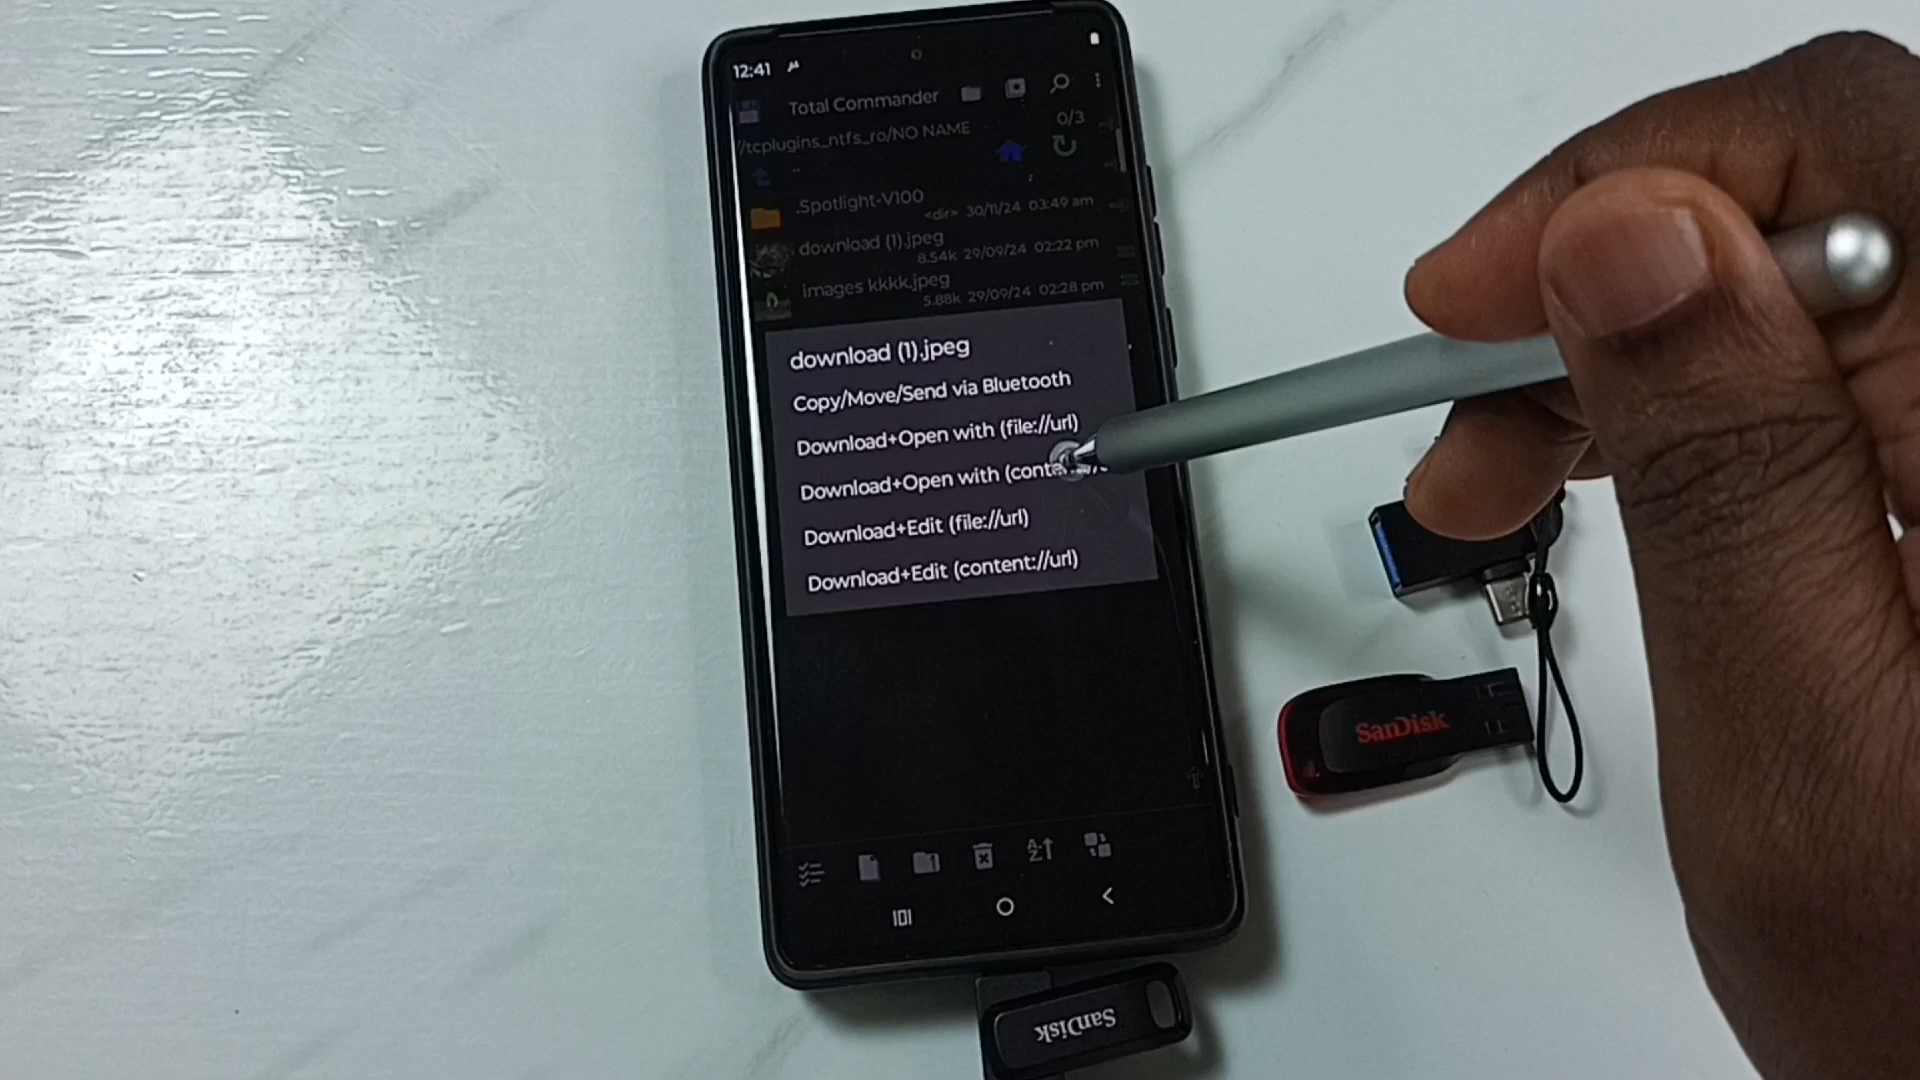 12:41
Total Commander
0/3
//tcplugins_ntfs_ro/NO NAME
..
.Spotlight-V100
<dir> 30/11/24 03:49 am
download (1).jpeg
8.54k 29/09/24 02:22 pm
images kkkk.jpeg
5.88k 29/09/24 02:28 pm
download (1).jpeg
Copy/Move/Send via Bluetooth
Download+Open with (file://url)
Download+Open with
Download+Edit (file://url)
Download+Edit (content://url)
SanDisk
SanDisk